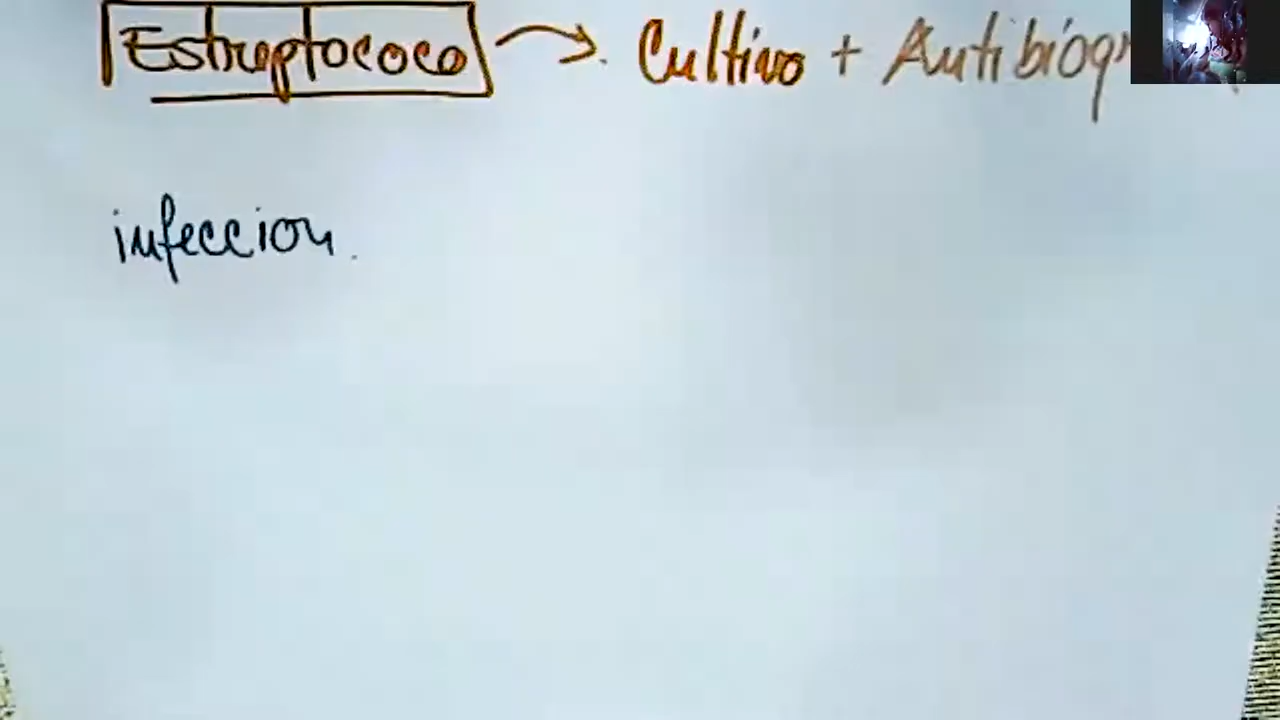 Estreptococo → Cultivo + Antibiogr
infeccion.